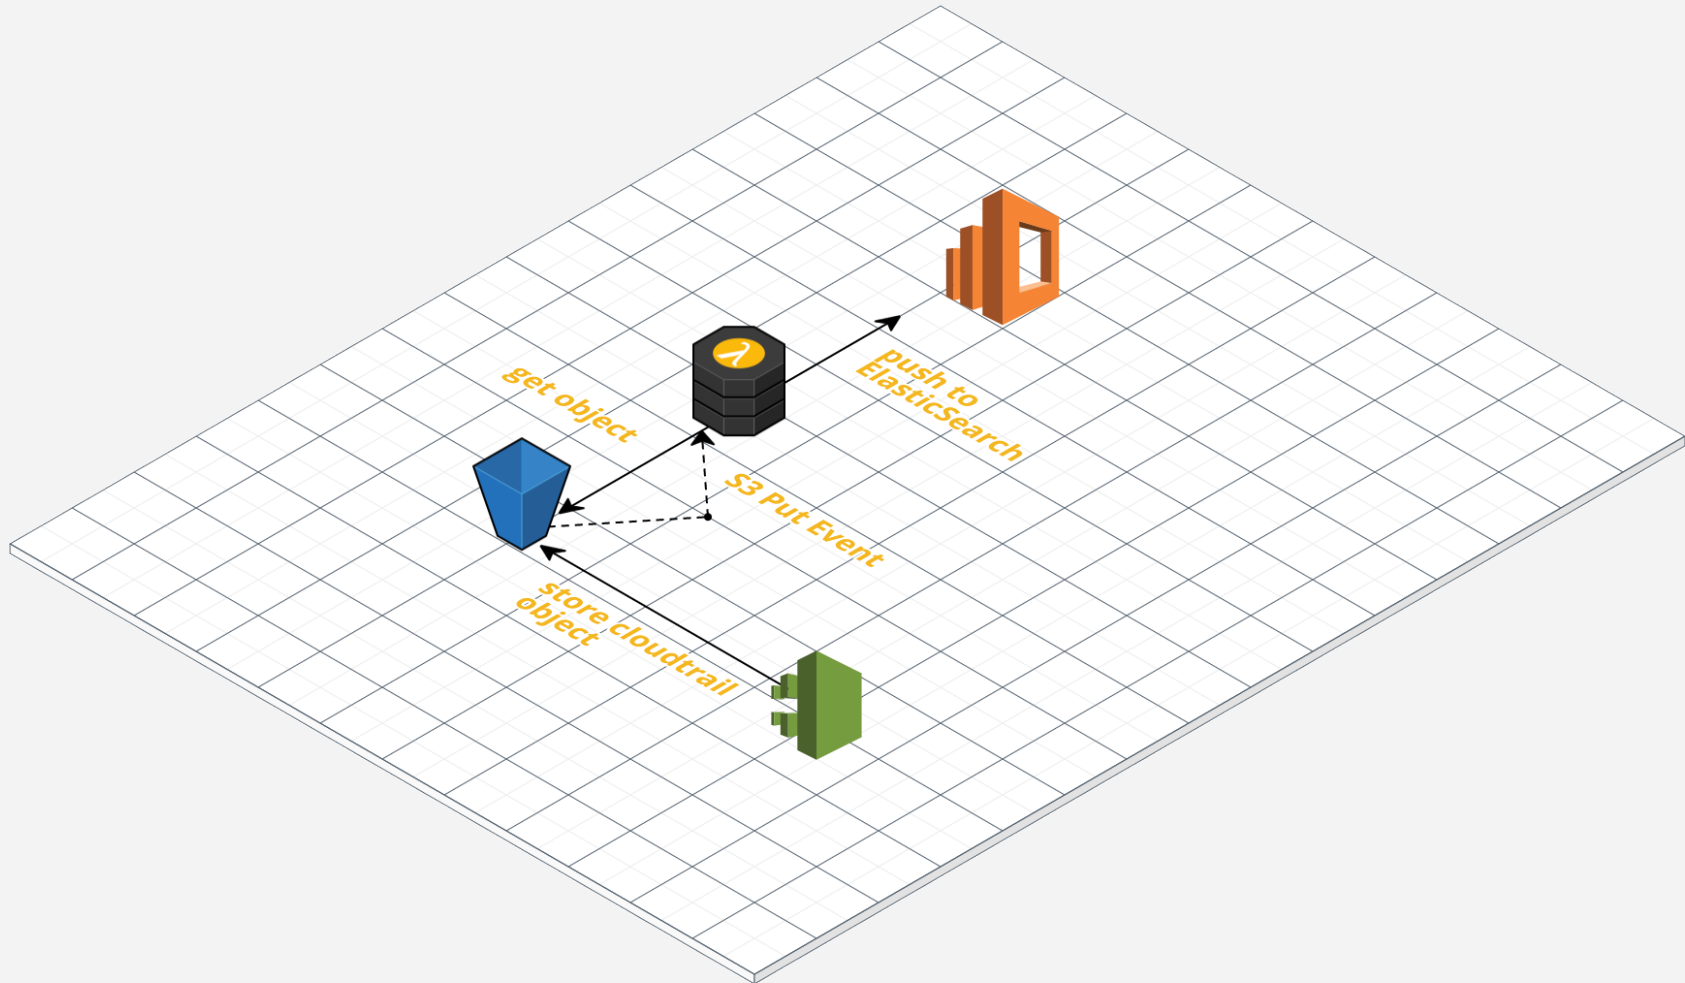 push to
ElasticSearch
get object
S3 Put Event
store cloudtrail
object